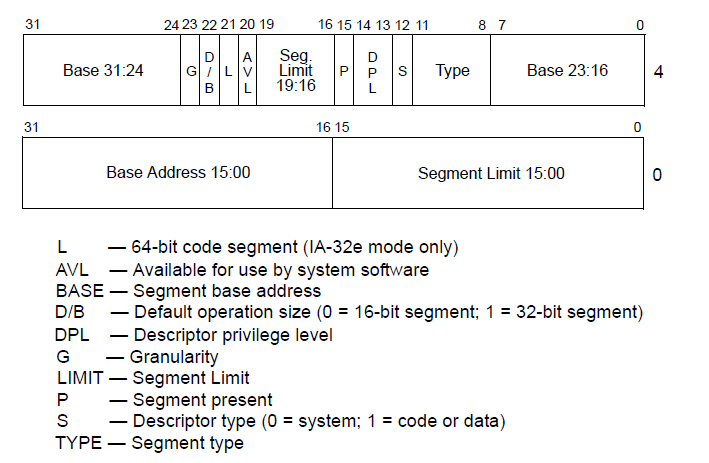 31 24 23 22 21 20 19 16 15 14 13 12 11 8 7 0
Base 31:24 G D/B L AVL Seg. Limit 19:16 P DPL S Type Base 23:16 4
31 16 15 0
Base Address 15:00 Segment Limit 15:00 0
L — 64-bit code segment (IA-32e mode only)
AVL — Available for use by system software
BASE — Segment base address
D/B — Default operation size (0 = 16-bit segment; 1 = 32-bit segment)
DPL — Descriptor privilege level
G — Granularity
LIMIT — Segment Limit
P — Segment present
S — Descriptor type (0 = system; 1 = code or data)
TYPE — Segment type